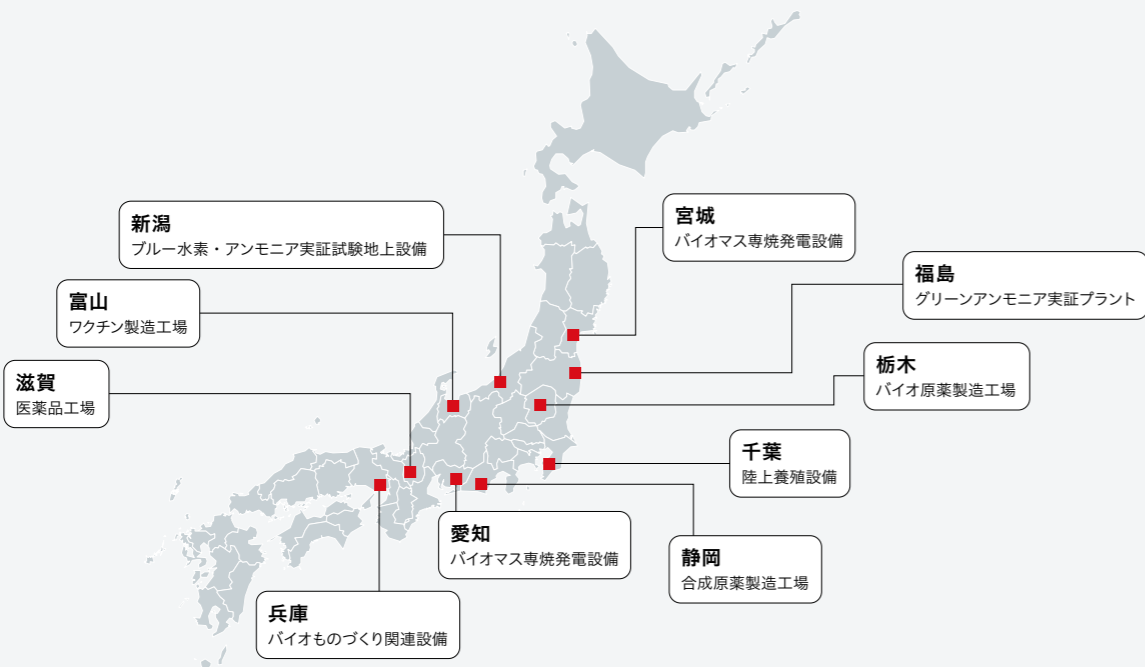 新潟
ブルー水素・アンモニア実証試験地上設備
宮城
バイオマス専焼発電設備
福島
グリーンアンモニア実証プラント
富山
ワクチン製造工場
栃木
バイオ原薬製造工場
滋賀
医薬品工場
千葉
陸上養殖設備
愛知
バイオマス専焼発電設備
静岡
合成原薬製造工場
兵庫
バイオものづくり関連設備